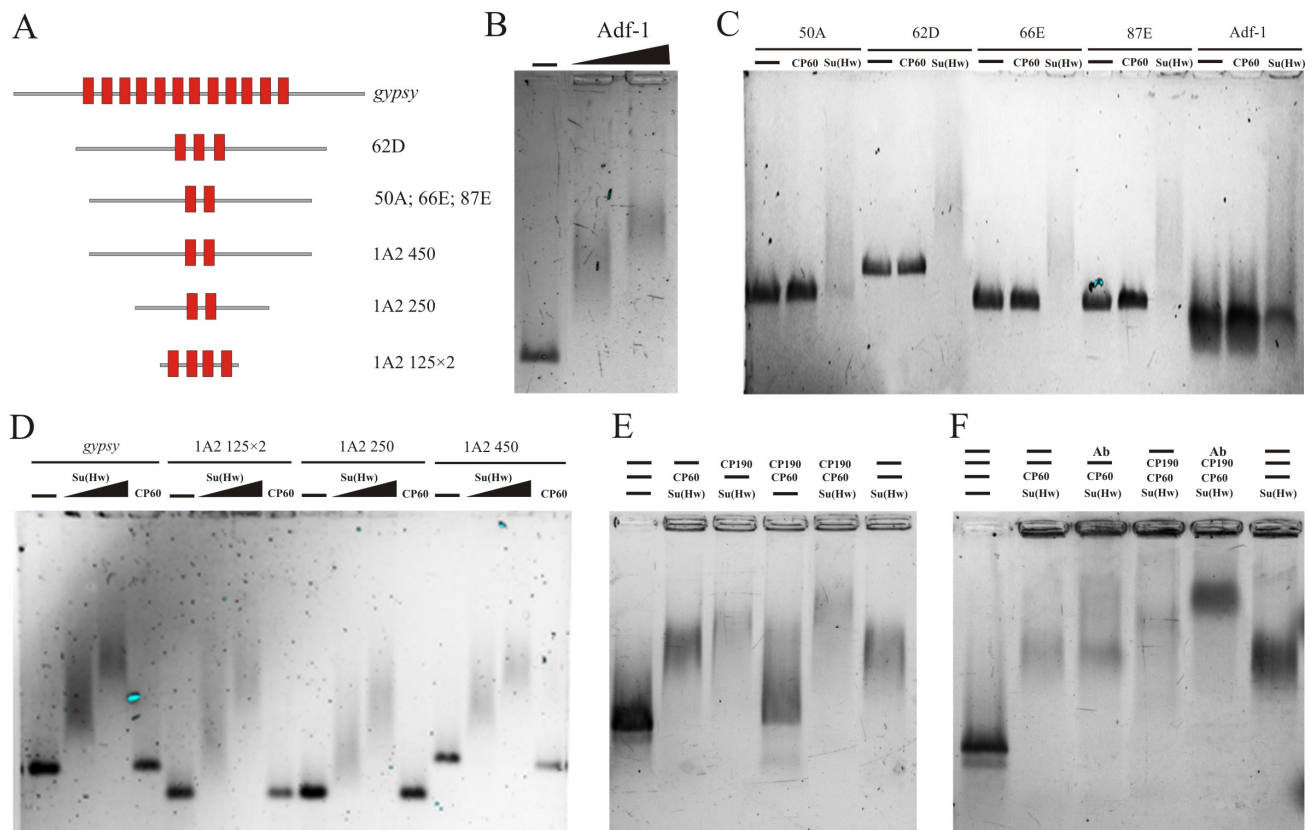 A
gypsy
62D
50A; 66E; 87E
1A2 450
1A2 250
1A2 125×2
B
Adf-1
C
50A 62D 66E 87E Adf-1
CP60 Su(Hw) CP60 Su(Hw) CP60 Su(Hw) CP60 Su(Hw) CP60 Su(Hw)
D
gypsy 1A2 125×2 1A2 250 1A2 450
Su(Hw) Su(Hw) Su(Hw) Su(Hw)
CP60 CP60 CP60 CP60
E
CP190 CP190 CP190
CP60 CP60 CP60
Su(Hw) Su(Hw) Su(Hw) Su(Hw)
F
Ab Ab
CP190 CP190
CP60 CP60 CP60 CP60
Su(Hw) Su(Hw) Su(Hw) Su(Hw) Su(Hw)